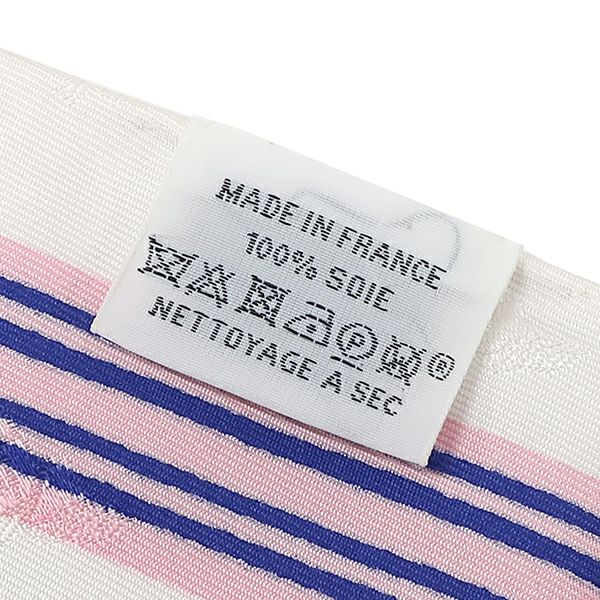 MADE IN FRANCE
100% SOIE
®
NETTOYAGE A SEC